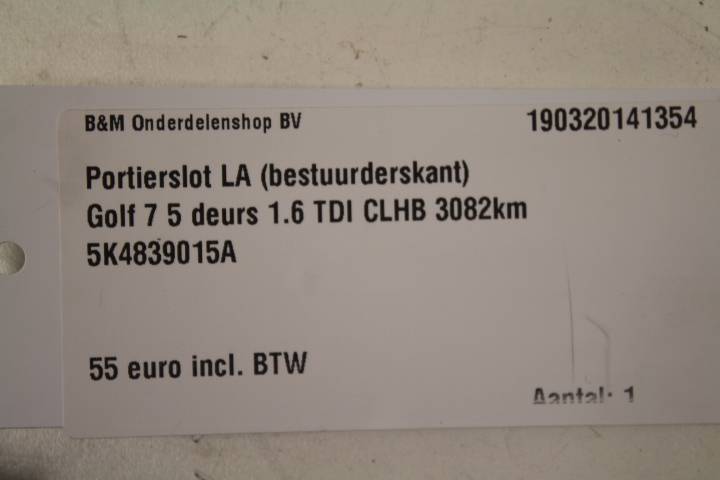 B&M Onderdelenshop BV 190320141354
Portierslot LA (bestuurderskant)
Golf 7 5 deurs 1.6 TDI CLHB 3082km
5K4839015A
55 euro incl. BTW
Aantal: 1